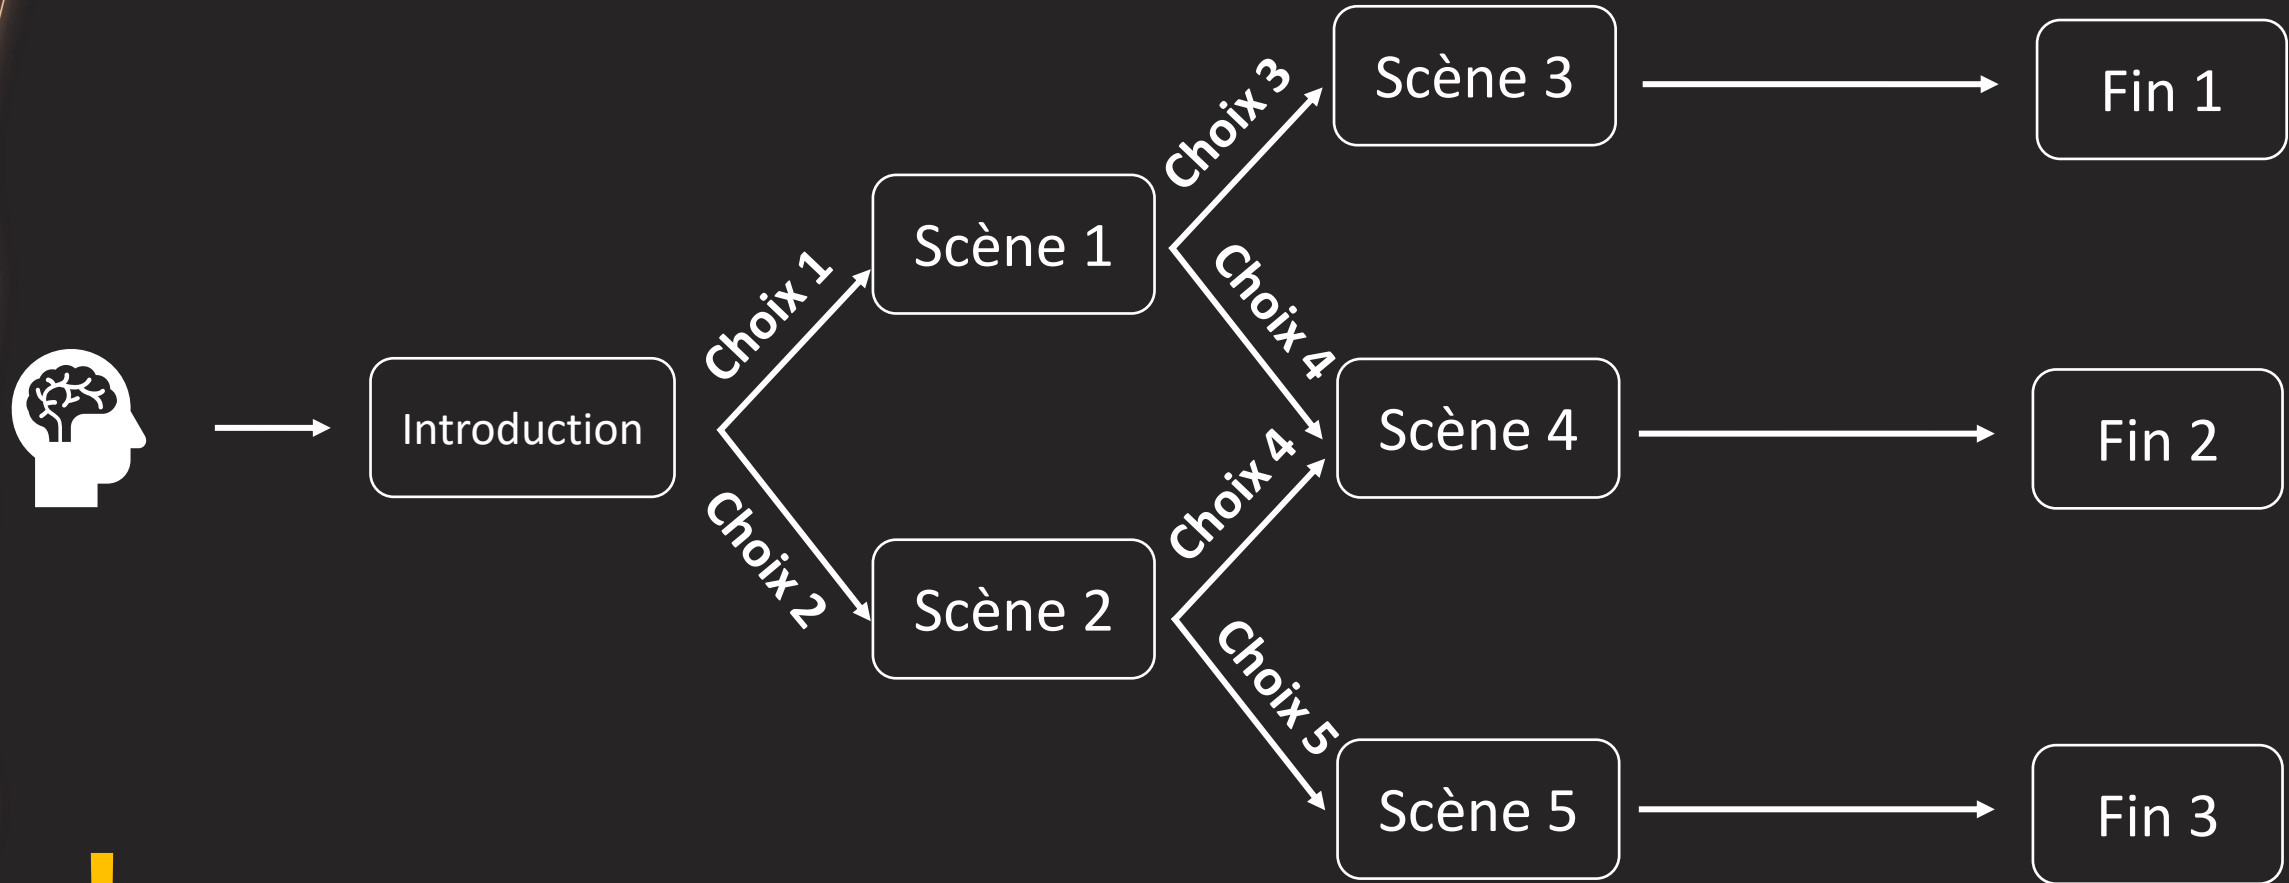 Introduction
Choix 1
Choix 2
Scène 1
Scène 2
Choix 3
Choix 4
Choix 4
Choix 5
Scène 3
Scène 4
Scène 5
Fin 1
Fin 2
Fin 3